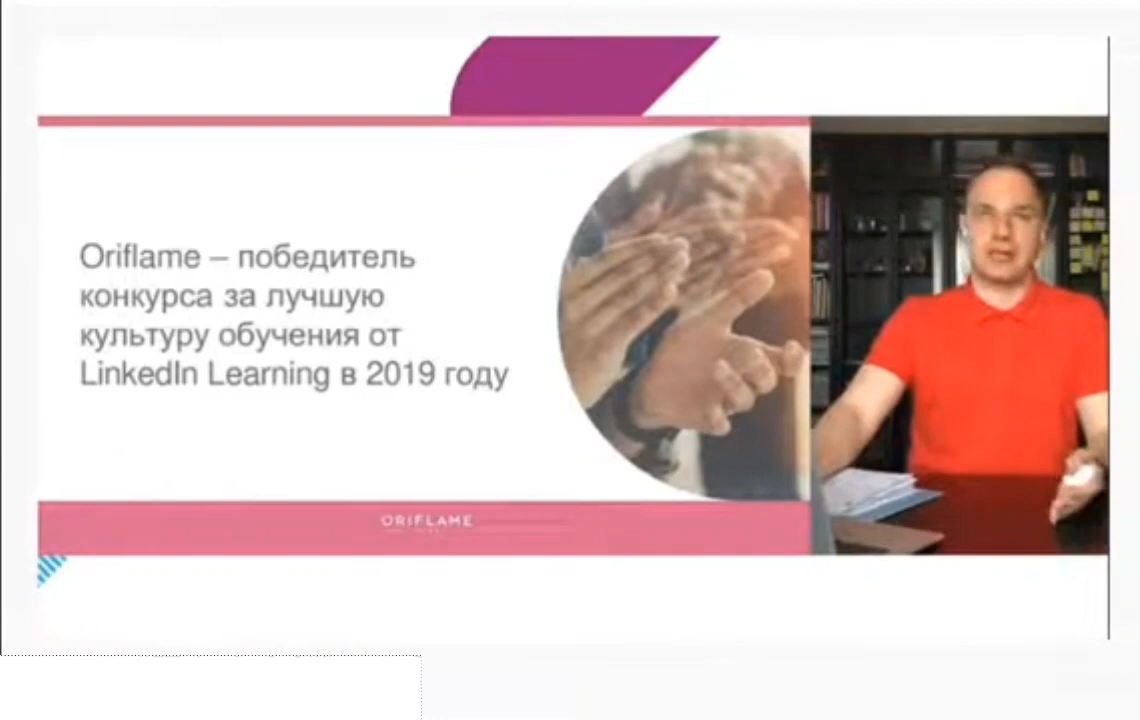 Oriflame – победитель
конкурса за лучшую
культуру обучения от
LinkedIn Learning в 2019 году
ORIFLAME